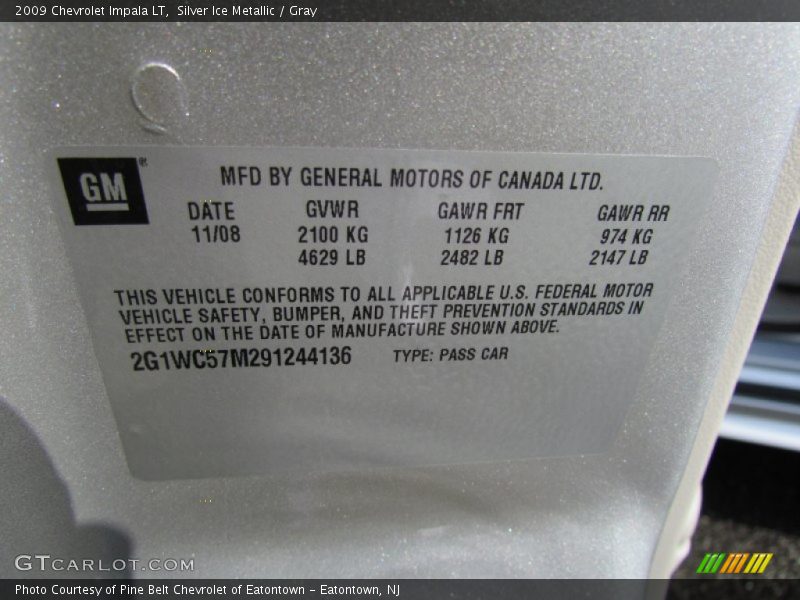 2009 Chevrolet Impala LT, Silver Ice Metallic / Gray
GM®
MFD BY GENERAL MOTORS OF CANADA LTD.
DATE GVWR GAWR FRT GAWR RR
11/08 2100 KG 1126 KG 974 KG
4629 LB 2482 LB 2147 LB
THIS VEHICLE CONFORMS TO ALL APPLICABLE U.S. FEDERAL MOTOR
VEHICLE SAFETY, BUMPER, AND THEFT PREVENTION STANDARDS IN
EFFECT ON THE DATE OF MANUFACTURE SHOWN ABOVE.
2G1WC57M291244136 TYPE: PASS CAR
GTCARLOT.COM
Photo Courtesy of Pine Belt Chevrolet of Eatontown - Eatontown, NJ